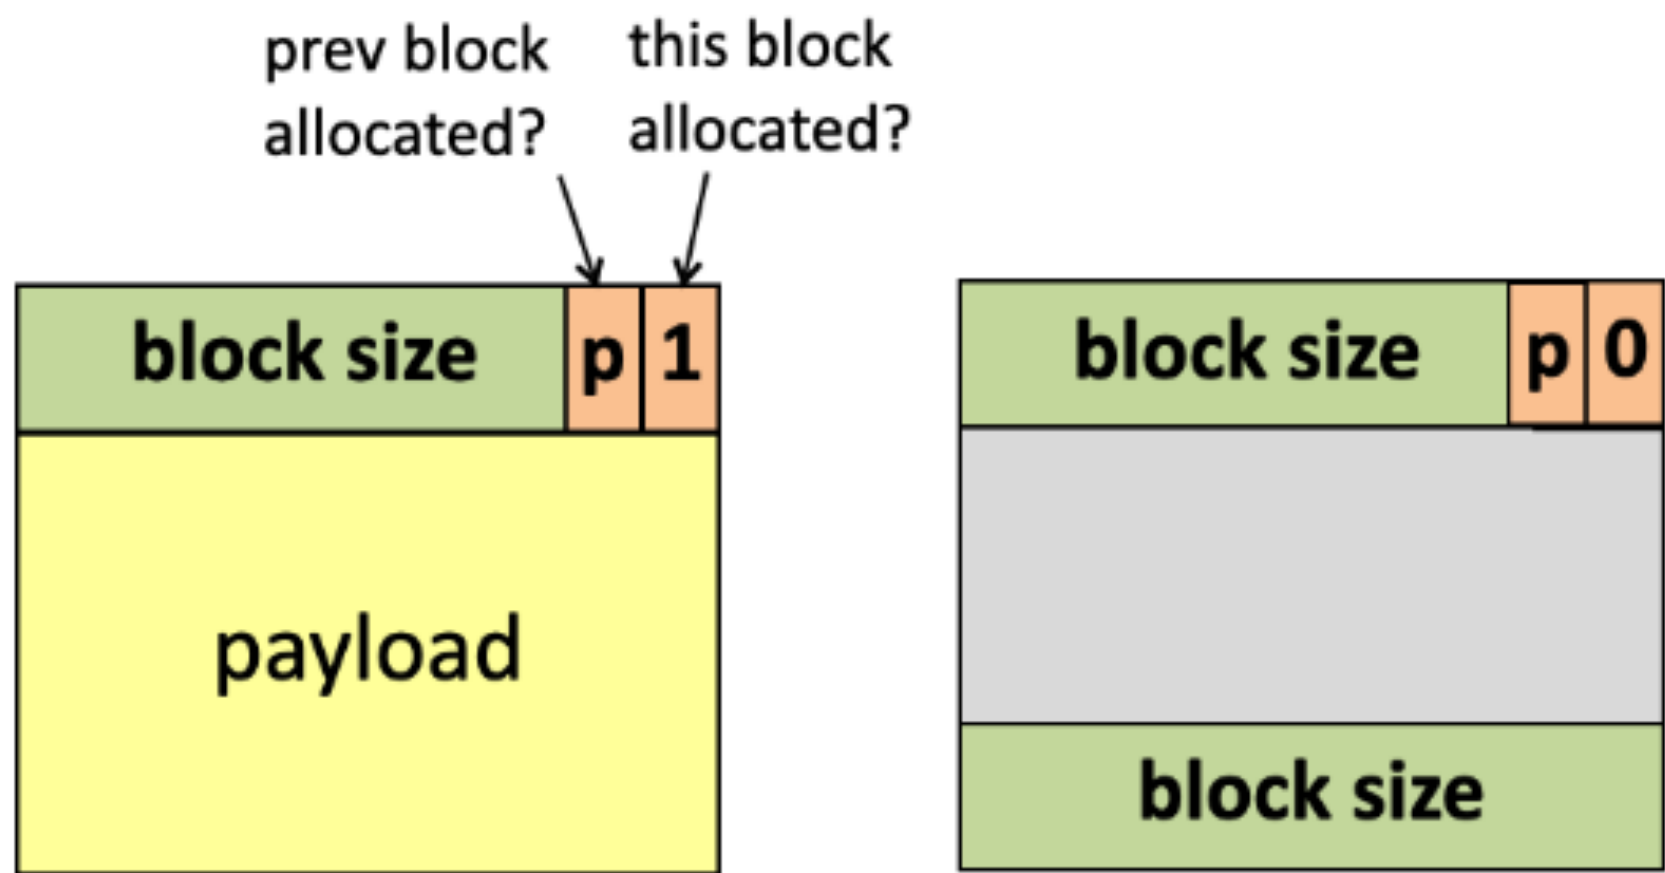 prev block
allocated?
this block
allocated?
block size p 1
payload
block size p 0
block size